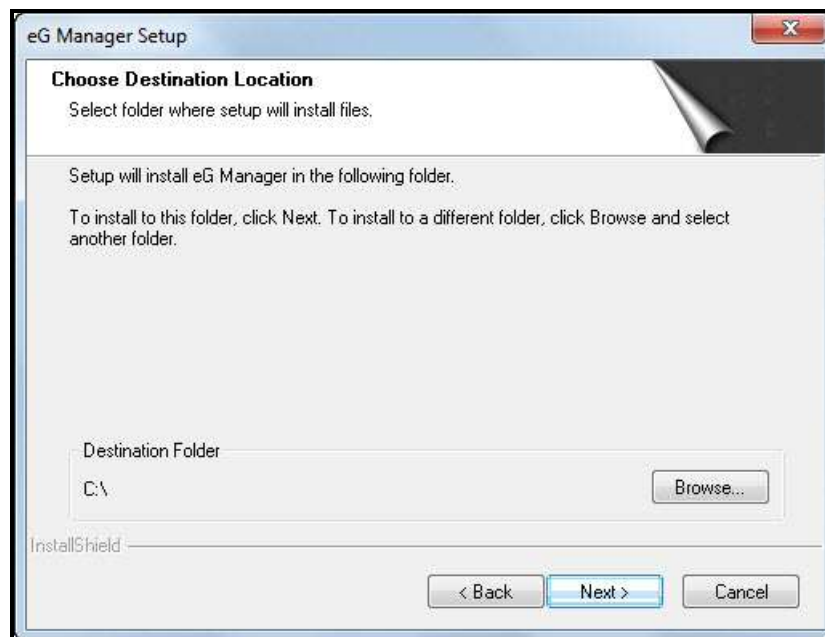 eG Manager Setup
Choose Destination Location
Select folder where setup will install files.
Setup will install eG Manager in the following folder.
To install to this folder, click Next. To install to a different folder, click Browse and select
another folder.
Destination Folder
C:\
Browse...
InstallShield
< Back
Next >
Cancel